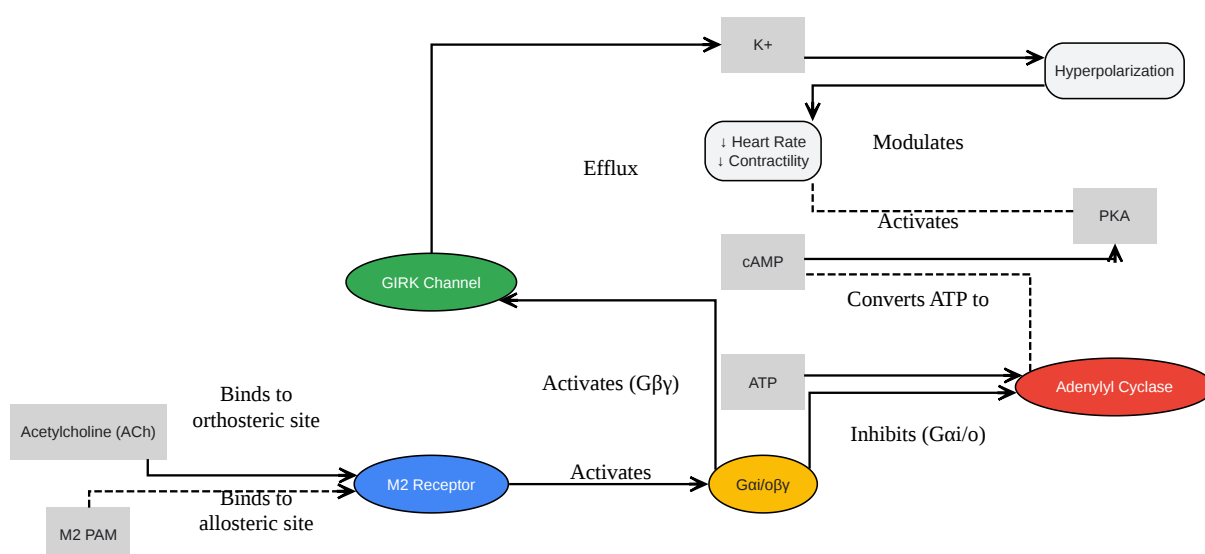 K+
Hyperpolarization
↓ Heart Rate
↓ Contractility
Modulates
Efflux
PKA
Activates
cAMP
GIRK Channel
Converts ATP to
Activates (Gβγ)
ATP
Adenylyl Cyclase
Binds to
orthosteric site
Acetylcholine (ACh)
Inhibits (Gαi/o)
Activates
M2 Receptor
Gαi/oβγ
Binds to
allosteric site
M2 PAM